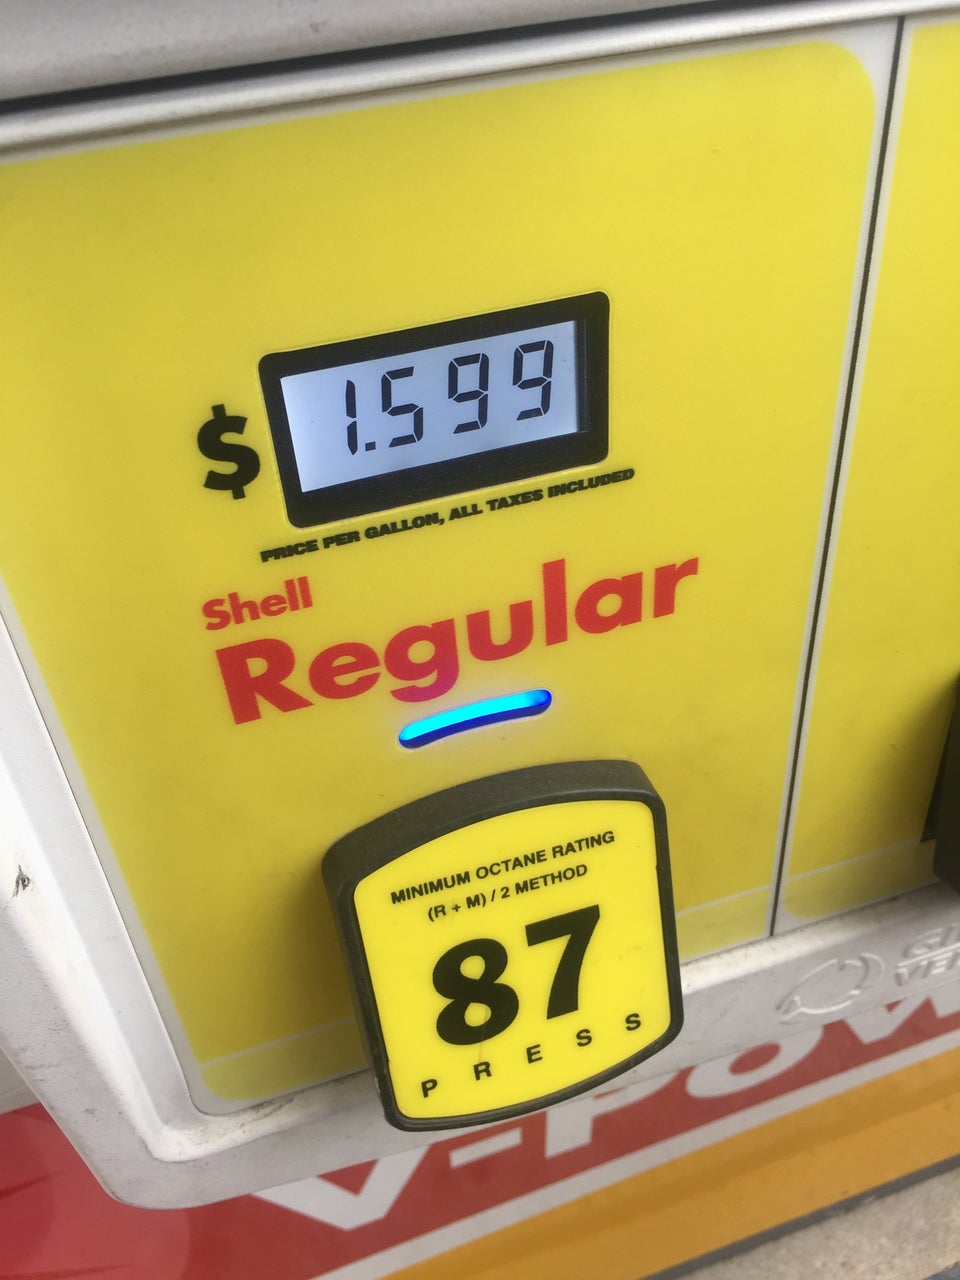 $ 1.599
PRICE PER GALLON, ALL TAXES INCLUDED
Shell
Regular
MINIMUM OCTANE RATING
(R + M) / 2 METHOD
87
PRESS
V-POW